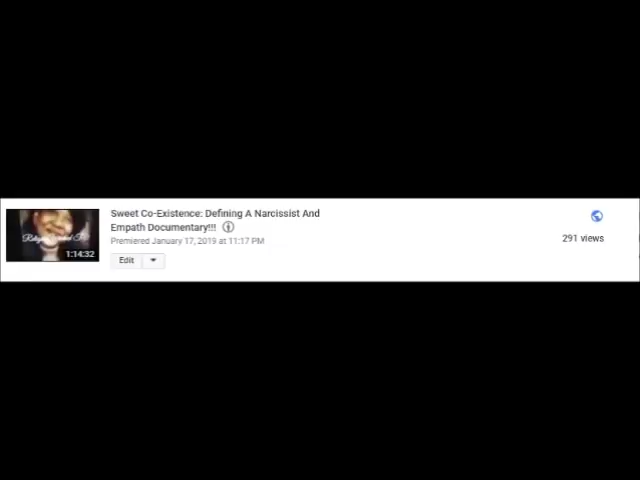 Sweet Co-Existence: Defining A Narcissist And
Empath Documentary!!!
Premiered January 17, 2019 at 11:17 PM
Edit
291 views
1:14:32